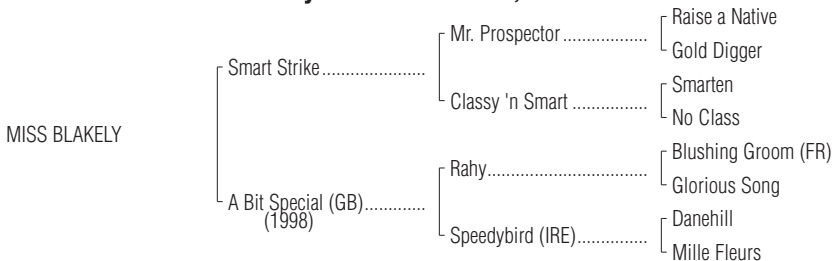 Raise a Native
Mr. Prospector
Gold Digger
Smart Strike
Smarten
Classy 'n Smart
No Class
MISS BLAKELY
Blushing Groom (FR)
Rahy
Glorious Song
A Bit Special (GB)
(1998)
Danehill
Speedybird (IRE)
Mille Fleurs